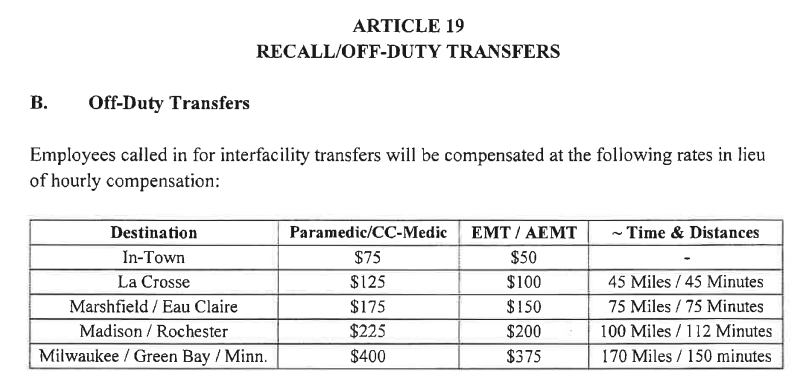 ARTICLE 19
RECALL/OFF-DUTY TRANSFERS
B. Off-Duty Transfers
Employees called in for interfacility transfers will be compensated at the following rates in lieu
of hourly compensation:
Destination Paramedic/CC-Medic EMT / AEMT ~ Time & Distances
In-Town $75 $50 -
La Crosse $125 $100 45 Miles / 45 Minutes
Marshfield / Eau Claire $175 $150 75 Miles / 75 Minutes
Madison / Rochester $225 $200 100 Miles / 112 Minutes
Milwaukee / Green Bay / Minn. $400 $375 170 Miles / 150 minutes